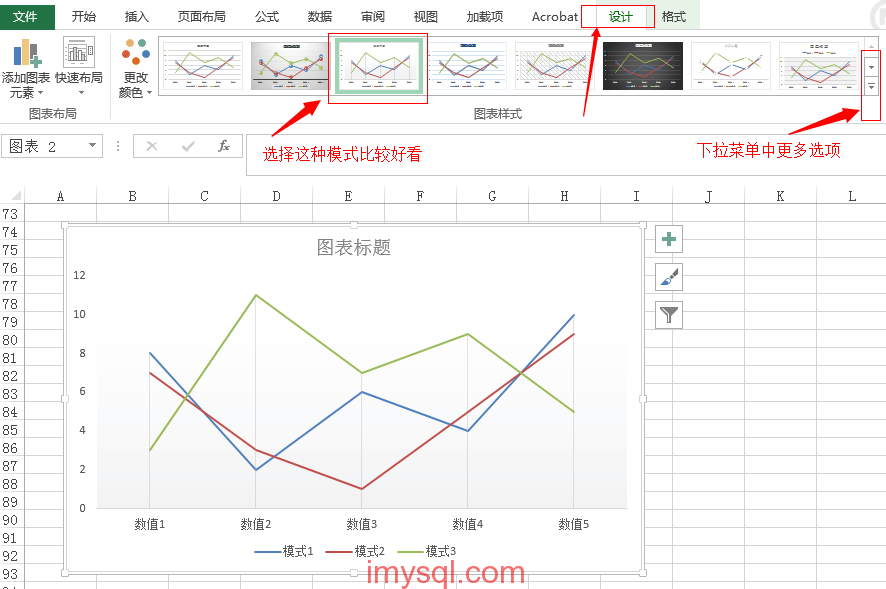 文件 开始 插入 页面布局 公式 数据 审阅 视图 加载项 Acrobat 设计 格式
添加图表元素 快速布局 更改颜色
图表布局 图表样式
图表 2 fx
选择这种模式比较好看
下拉菜单中更多选项
A B C D E F G H I J K L
73
74
75
76
77
78
79
80
81
82
83
84
85
86
87
88
89
90
91
92
93
图表标题
12
10
8
6
4
2
0
数值1 数值2 数值3 数值4 数值5
模式1 模式2 模式3
imysql.com